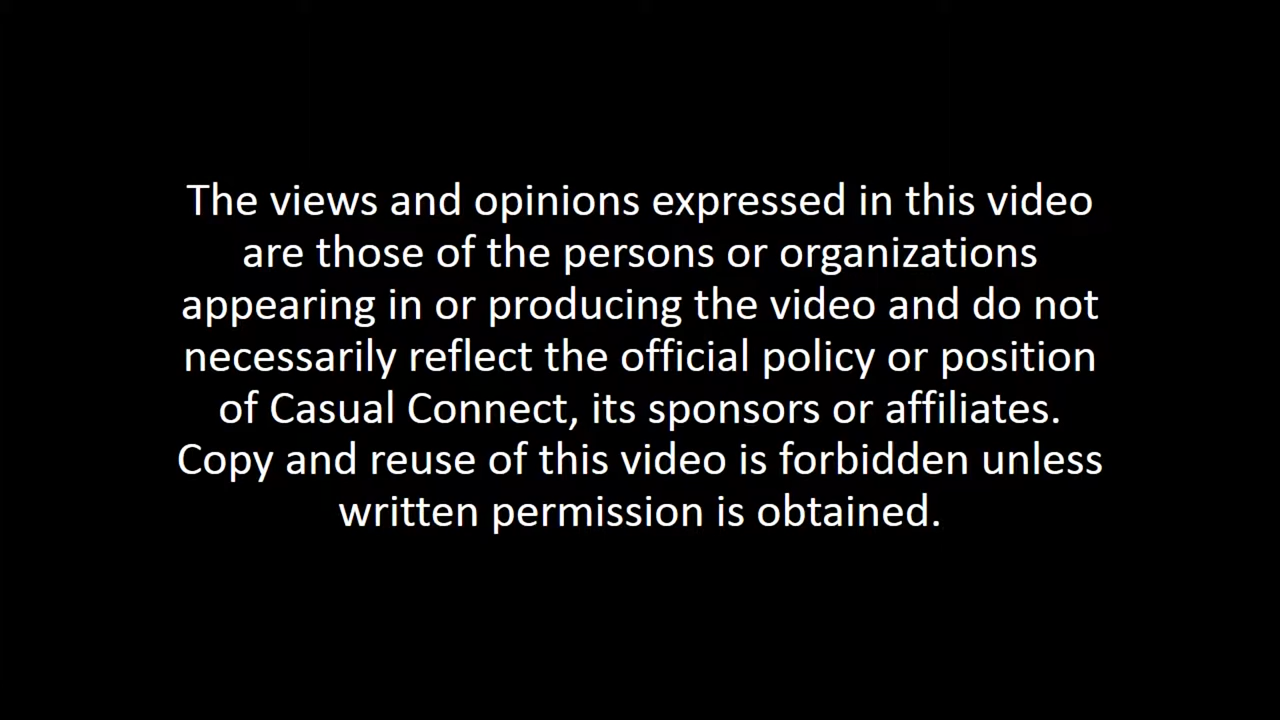 The views and opinions expressed in this video
are those of the persons or organizations
appearing in or producing the video and do not
necessarily reflect the official policy or position
of Casual Connect, its sponsors or affiliates.
Copy and reuse of this video is forbidden unless
written permission is obtained.